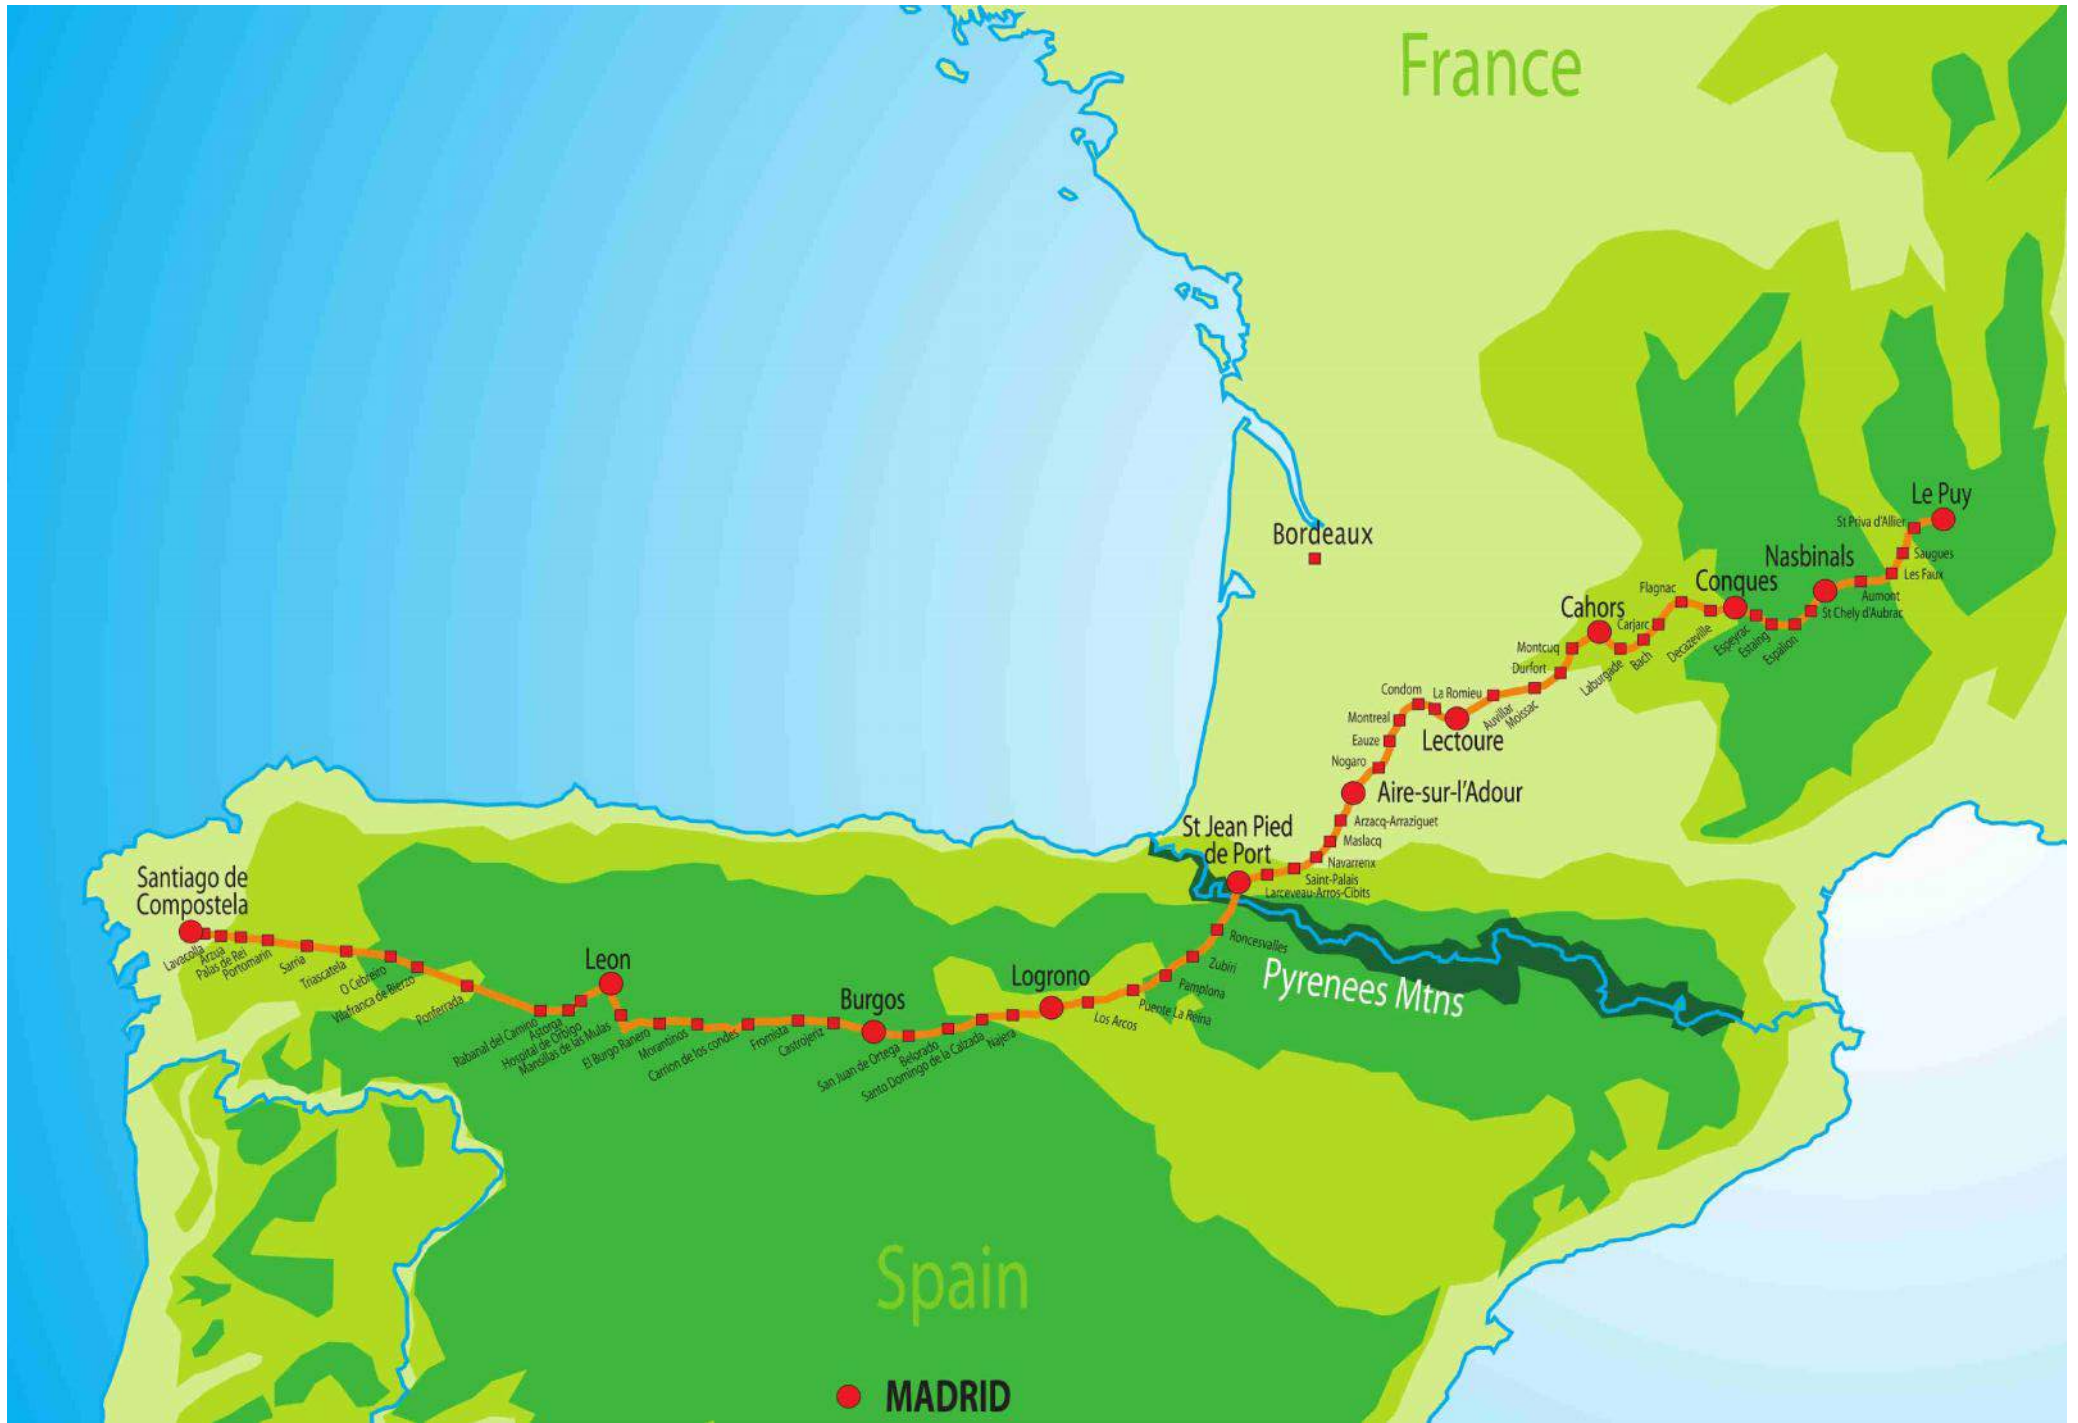 France
Le Puy
St Priva d'Allier
Bordeaux
Saugues
Nasbinals
Les Faux
Conques
Flagnac
Aumont
Cahors
St Chely d'Aubrac
Carjarc
Decazeville
Espeyrac
Estaing
Espalion
Montcuq
Bach
Laburgade
Durfort
Condom
La Romieu
Auvillar
Moissac
Montreal
Lectoure
Eauze
Nogaro
Aire-sur-l'Adour
Arzacq-Arraziguet
St Jean Pied
de Port
Maslacq
Navarrenx
Saint-Palais
Larceveau-Arros-Cibits
Santiago de
Compostela
Roncesvalles
Zubiri
Pyrenees Mtns
Pamplona
Puente La Reina
Los Arcos
Logrono
Leon
Burgos
Lavacolla
Arzua
Palas de Rei
Portomarin
Sarria
Triascatela
O Cebreiro
Villafranca de Bierzo
Ponferrada
Rabanal del Camino
Astorga
Hospital de Orbigo
Mansillas de las Mulas
El Burgo Ranero
Morantinos
Carrion de los condes
Fromista
Castrojeriz
San Juan de Ortega
Belorado
Santo Domingo de la Calzada
Najera
Spain
MADRID